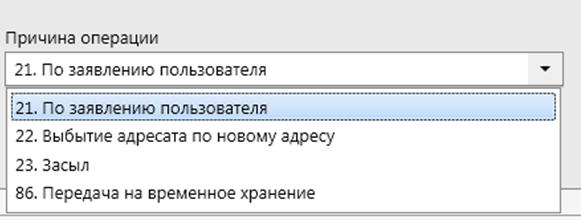 Причина операции
21. По заявлению пользователя
21. По заявлению пользователя
22. Выбытие адресата по новому адресу
23. Засыл
86. Передача на временное хранение